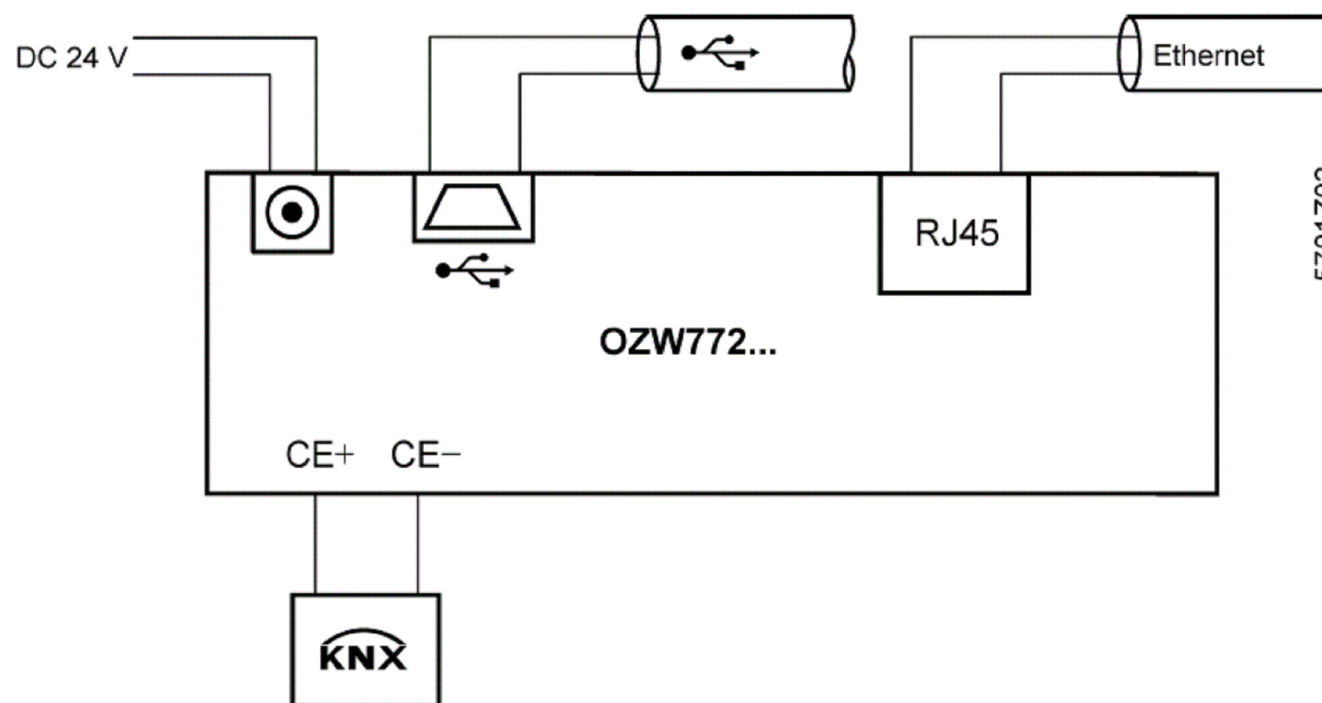 DC 24 V
Ethernet
RJ45
OZW772...
CE+ CE−
KNX